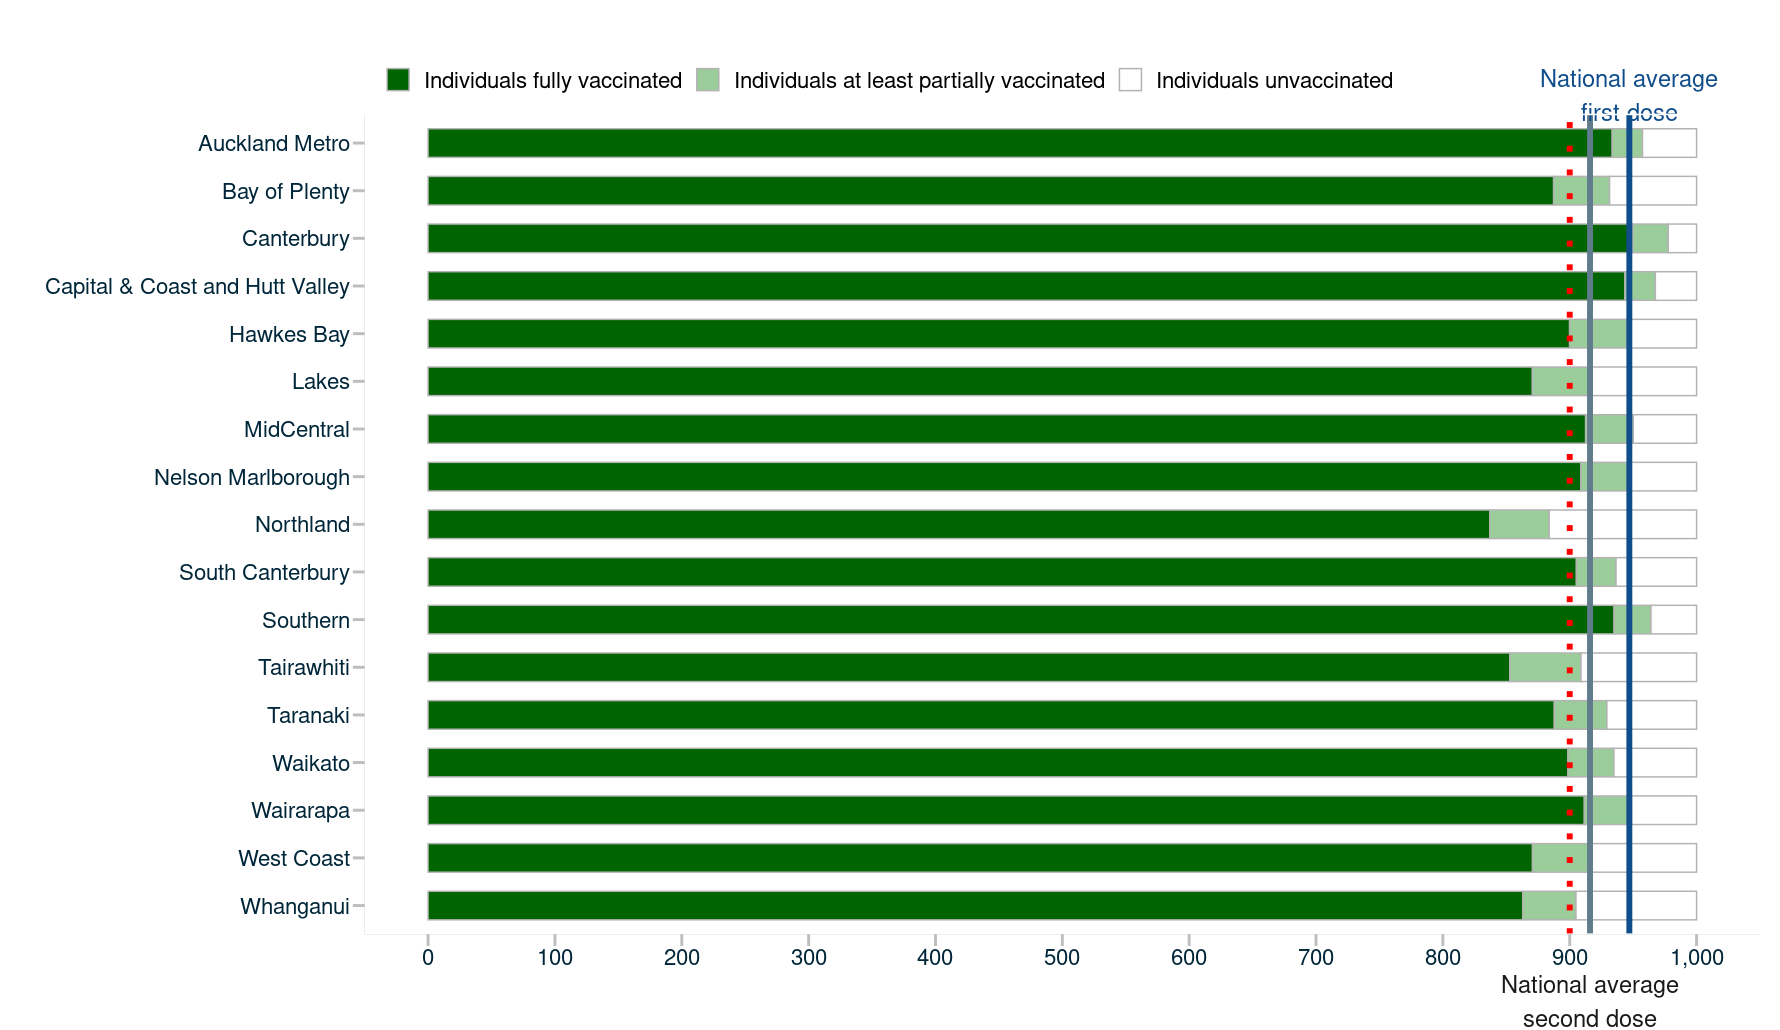 Individuals fully vaccinated
Individuals at least partially vaccinated
Individuals unvaccinated
National average
first dose
Auckland Metro
Bay of Plenty
Canterbury
Capital & Coast and Hutt Valley
Hawkes Bay
Lakes
MidCentral
Nelson Marlborough
Northland
South Canterbury
Southern
Tairawhiti
Taranaki
Waikato
Wairarapa
West Coast
Whanganui
0 100 200 300 400 500 600 700 800 900 1,000
National average
second dose